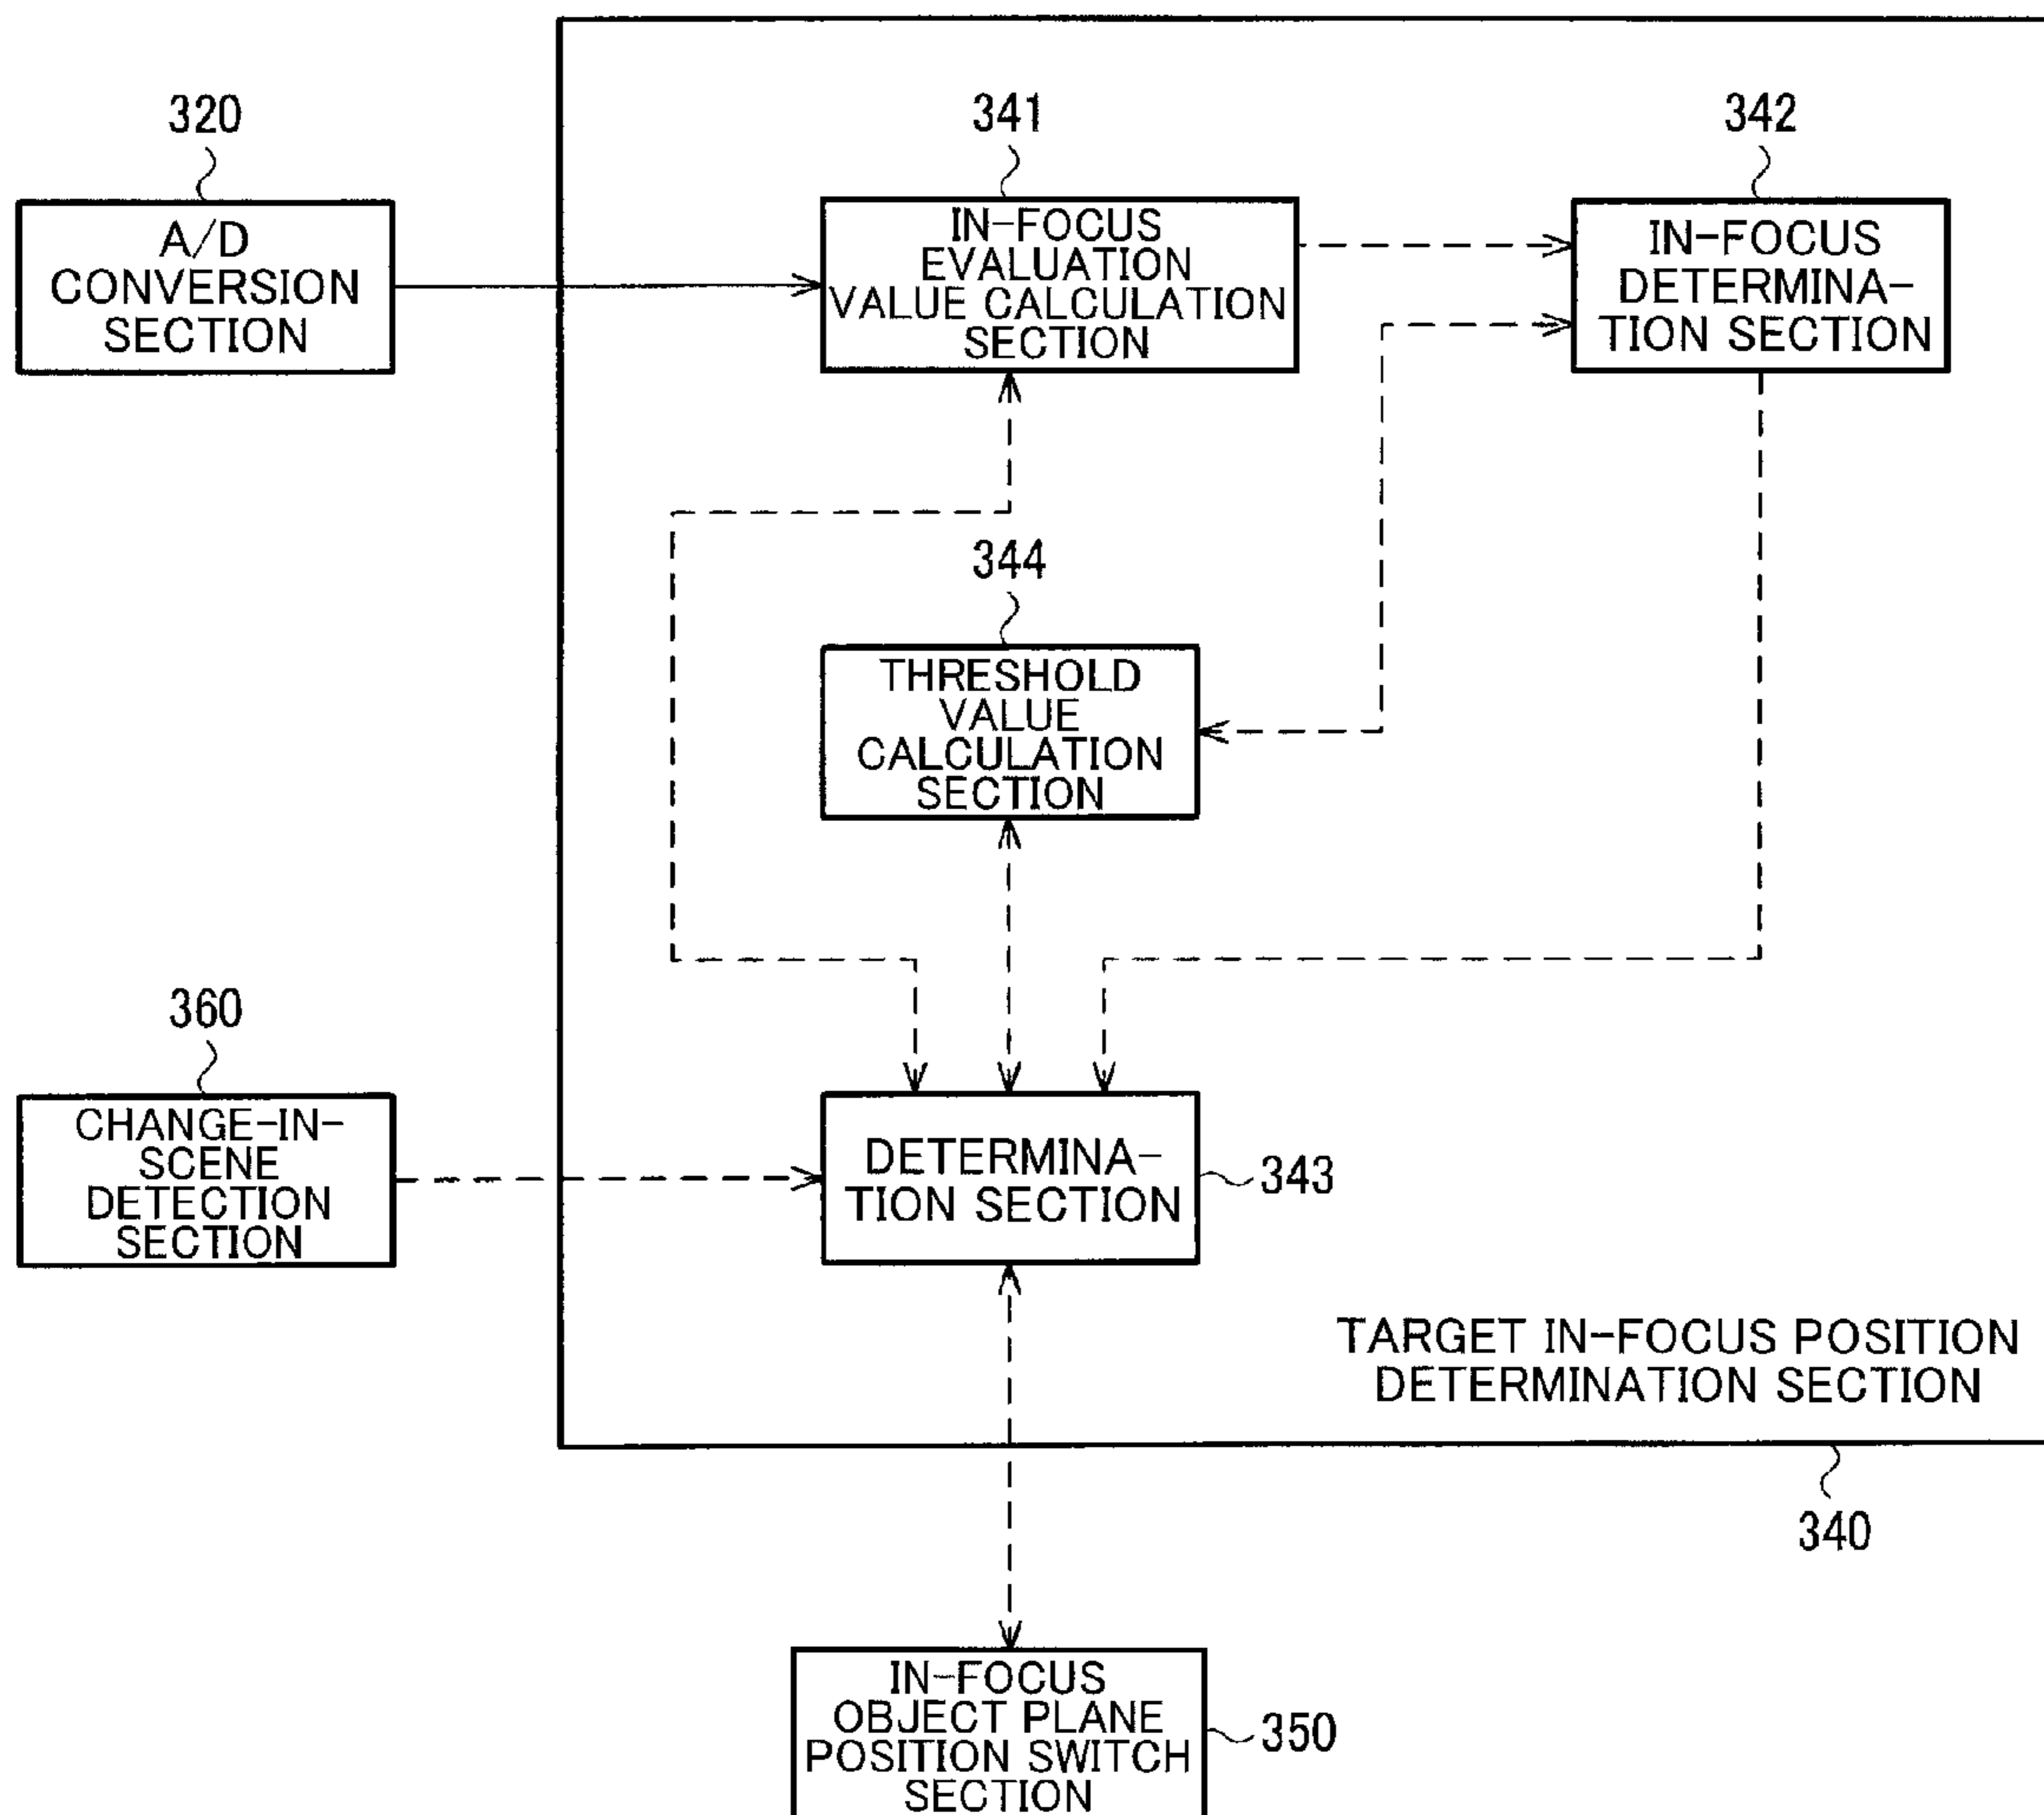 320
A/D
CONVERSION
SECTION
341
IN-FOCUS
EVALUATION
VALUE CALCULATION
SECTION
342
IN-FOCUS
DETERMINA-
TION SECTION
344
THRESHOLD
VALUE
CALCULATION
SECTION
360
CHANGE-IN-
SCENE
DETECTION
SECTION
DETERMINA-
TION SECTION
343
TARGET IN-FOCUS POSITION
DETERMINATION SECTION
340
IN-FOCUS
OBJECT PLANE
POSITION SWITCH
SECTION
350